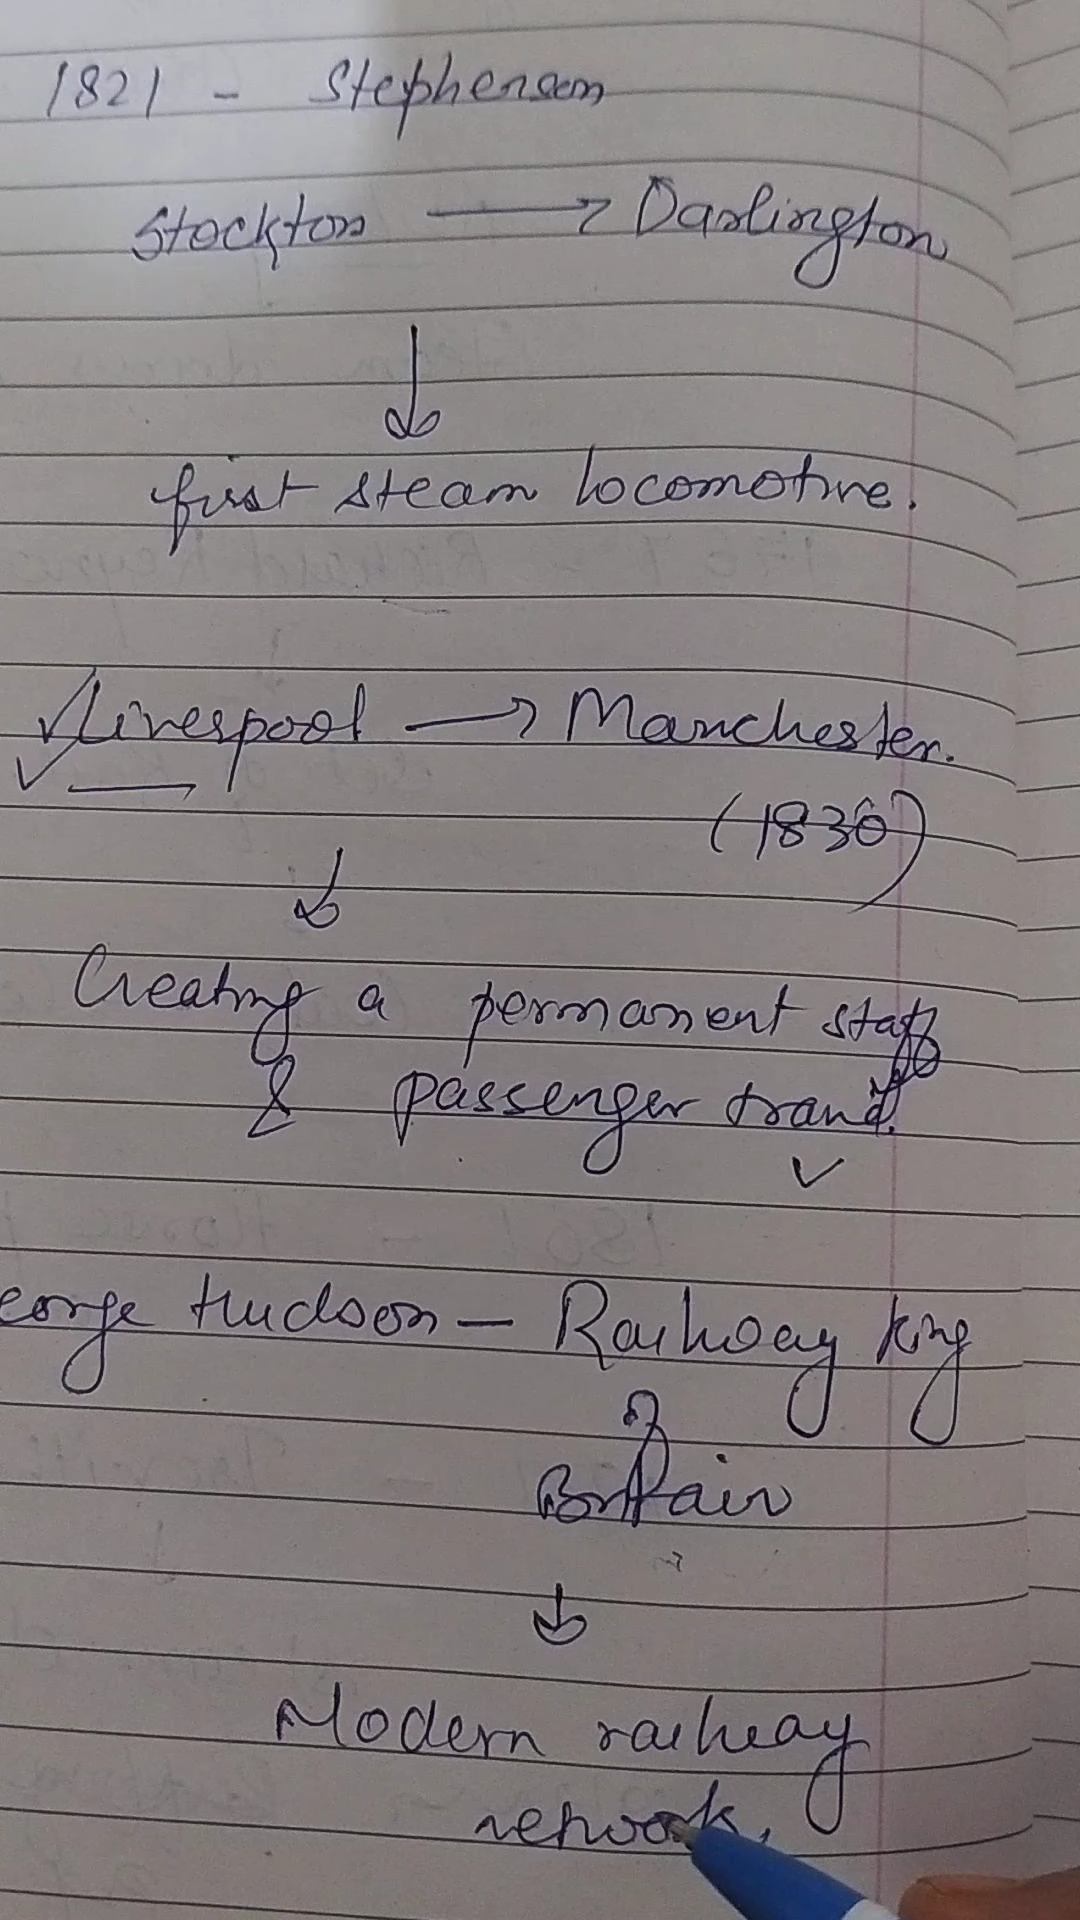 1821 - Stephenson
Stockton → Darlington
↓
first steam locomotive.
✓ Liverpool → Manchester.
(1830)
↓
Creating a permanent staff
& passenger
eorge Hudson - Railway king
of
Britain
↓
Modern railway
network.